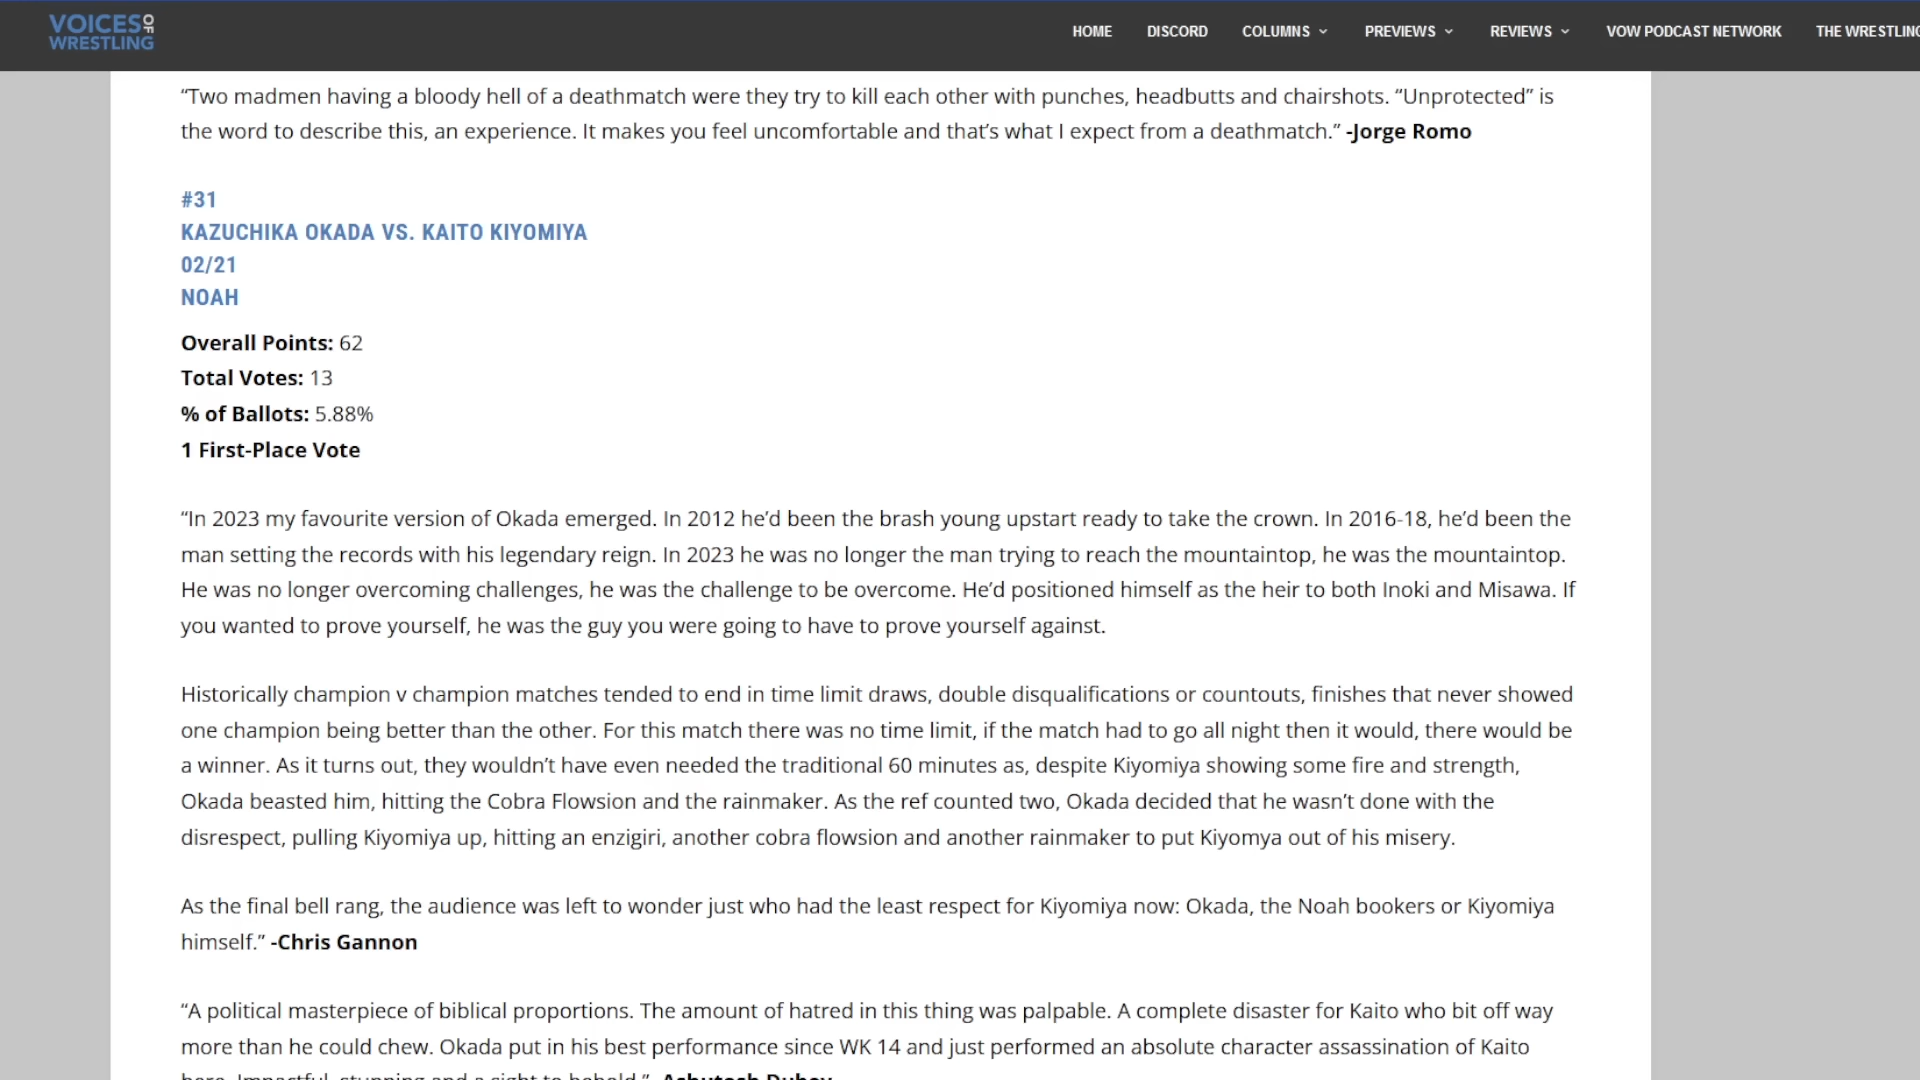 VOICES OF
WRESTLING
HOME DISCORD COLUMNS PREVIEWS REVIEWS VOW PODCAST NETWORK THE WRESTLING
“Two madmen having a bloody hell of a deathmatch were they try to kill each other with punches, headbutts and chairshots. “Unprotected” is
the word to describe this, an experience. It makes you feel uncomfortable and that’s what I expect from a deathmatch.” -Jorge Romo
#31
KAZUCHIKA OKADA VS. KAITO KIYOMIYA
02/21
NOAH
Overall Points: 62
Total Votes: 13
% of Ballots: 5.88%
1 First-Place Vote
“In 2023 my favourite version of Okada emerged. In 2012 he’d been the brash young upstart ready to take the crown. In 2016-18, he’d been the
man setting the records with his legendary reign. In 2023 he was no longer the man trying to reach the mountaintop, he was the mountaintop.
He was no longer overcoming challenges, he was the challenge to be overcome. He’d positioned himself as the heir to both Inoki and Misawa. If
you wanted to prove yourself, he was the guy you were going to have to prove yourself against.
Historically champion v champion matches tended to end in time limit draws, double disqualifications or countouts, finishes that never showed
one champion being better than the other. For this match there was no time limit, if the match had to go all night then it would, there would be
a winner. As it turns out, they wouldn’t have even needed the traditional 60 minutes as, despite Kiyomiya showing some fire and strength,
Okada beasted him, hitting the Cobra Flowsion and the rainmaker. As the ref counted two, Okada decided that he wasn’t done with the
disrespect, pulling Kiyomiya up, hitting an enzigiri, another cobra flowsion and another rainmaker to put Kiyomya out of his misery.
As the final bell rang, the audience was left to wonder just who had the least respect for Kiyomiya now: Okada, the Noah bookers or Kiyomiya
himself.” -Chris Gannon
“A political masterpiece of biblical proportions. The amount of hatred in this thing was palpable. A complete disaster for Kaito who bit off way
more than he could chew. Okada put in his best performance since WK 14 and just performed an absolute character assassination of Kaito
here. Impactful, stunning and a sight to behold.” -Ashutosh Dubey